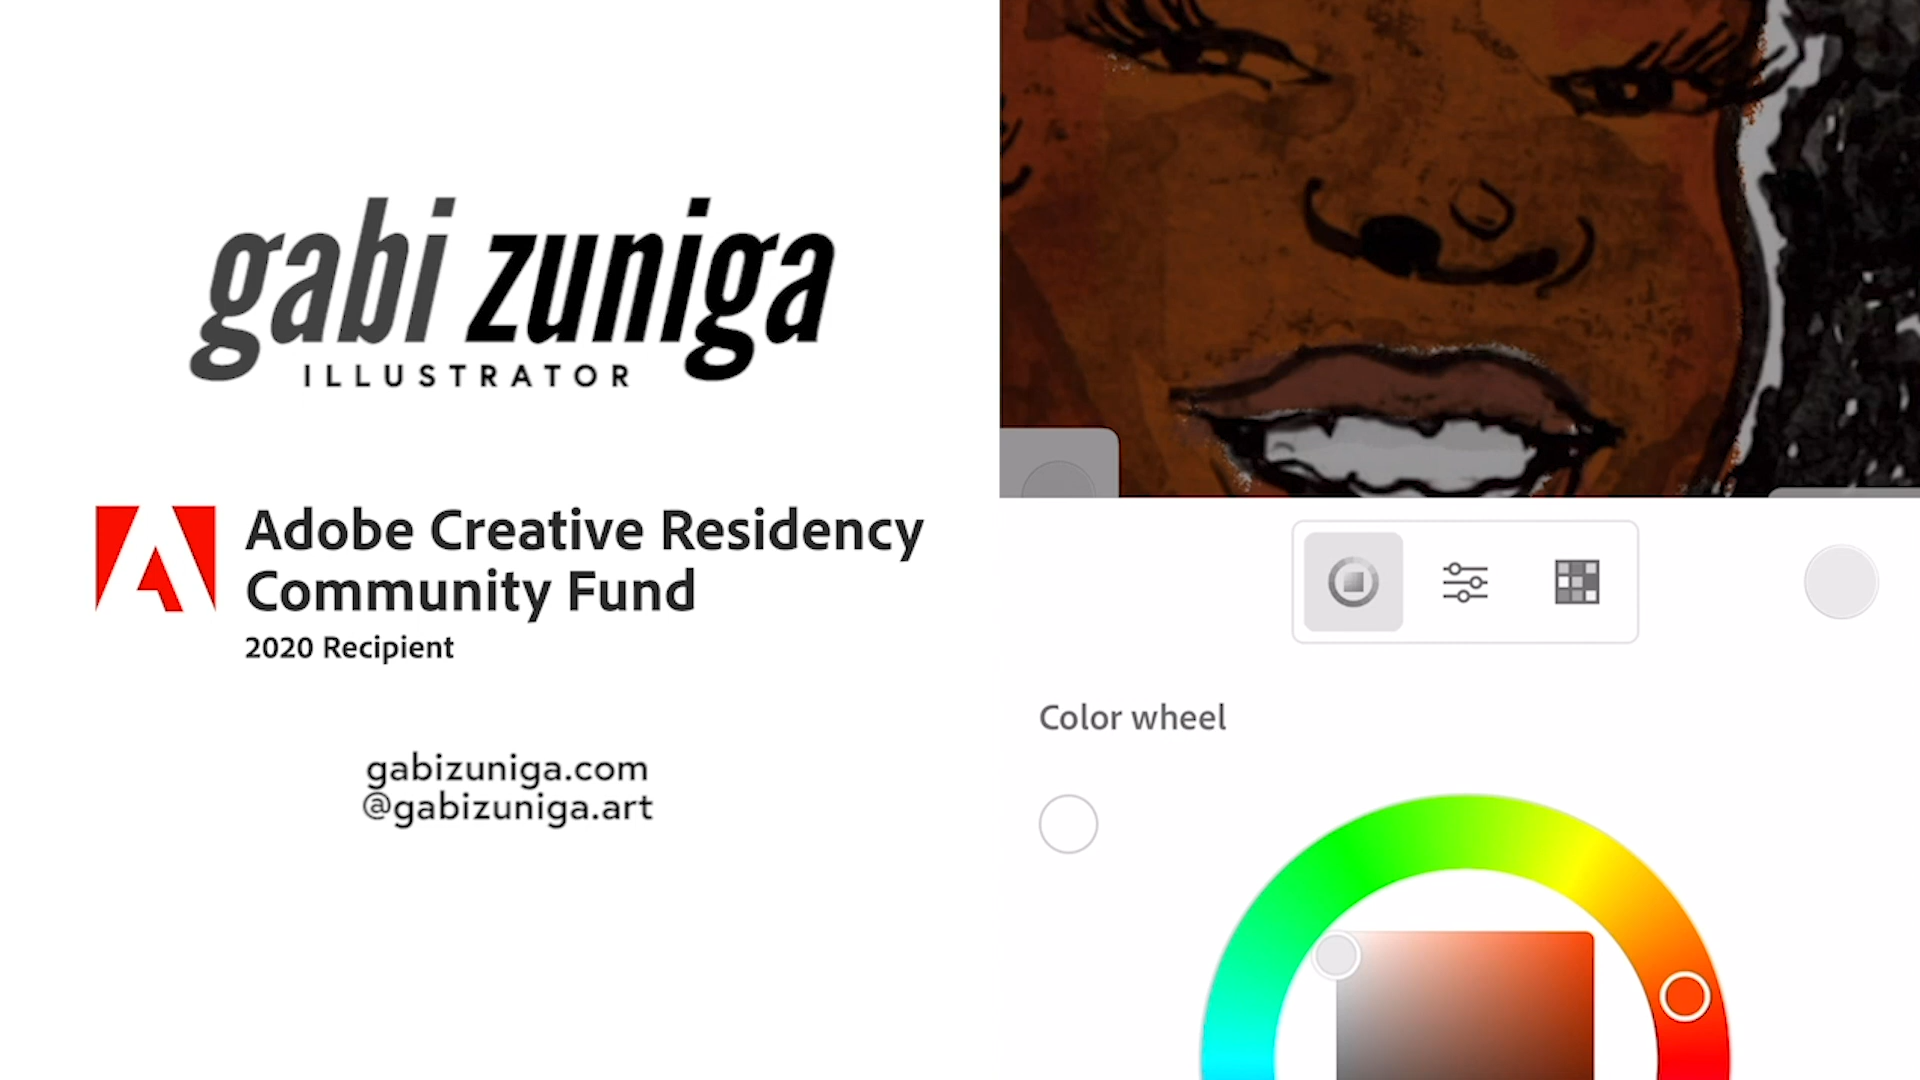 gabi zuniga
ILLUSTRATOR
Adobe Creative Residency
Community Fund
2020 Recipient
gabizuniga.com
@gabizuniga.art
Color wheel